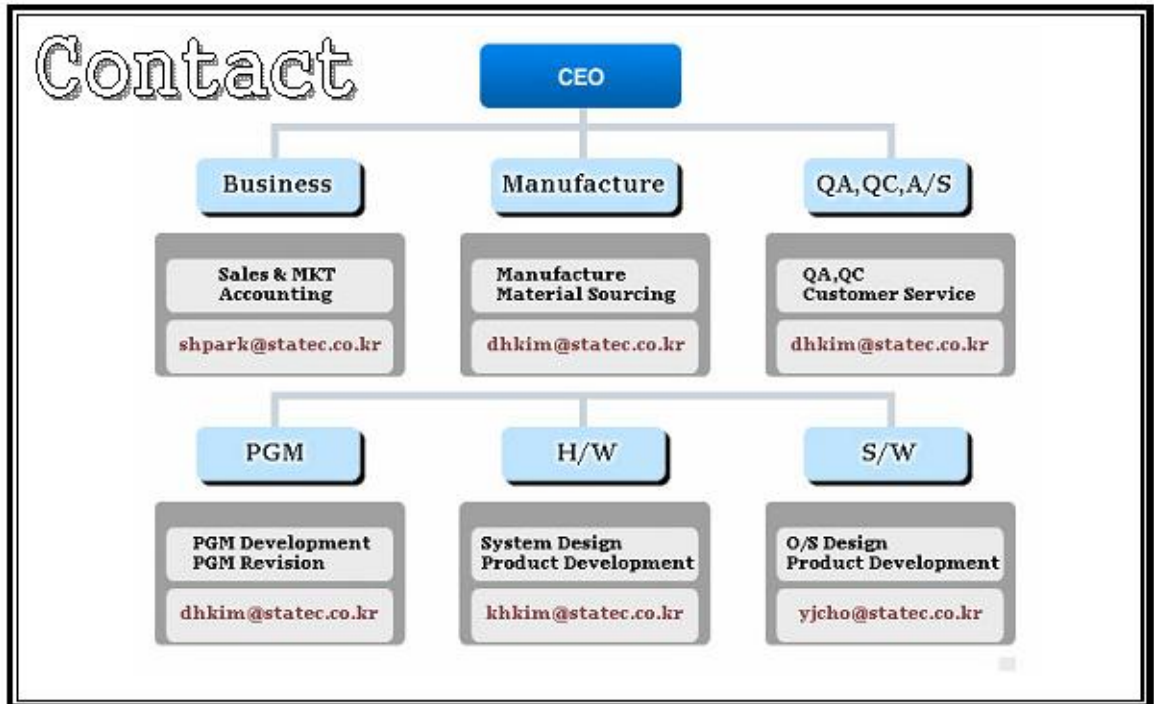 Contact
CEO
Business
Manufacture
QA,QC,A/S
Sales & MKT
Accounting
shpark@statec.co.kr
Manufacture
Material Sourcing
dhkim@statec.co.kr
QA,QC
Customer Service
dhkim@statec.co.kr
PGM
H/W
S/W
PGM Development
PGM Revision
dhkim@statec.co.kr
System Design
Product Development
khkim@statec.co.kr
O/S Design
Product Development
yjcho@statec.co.kr